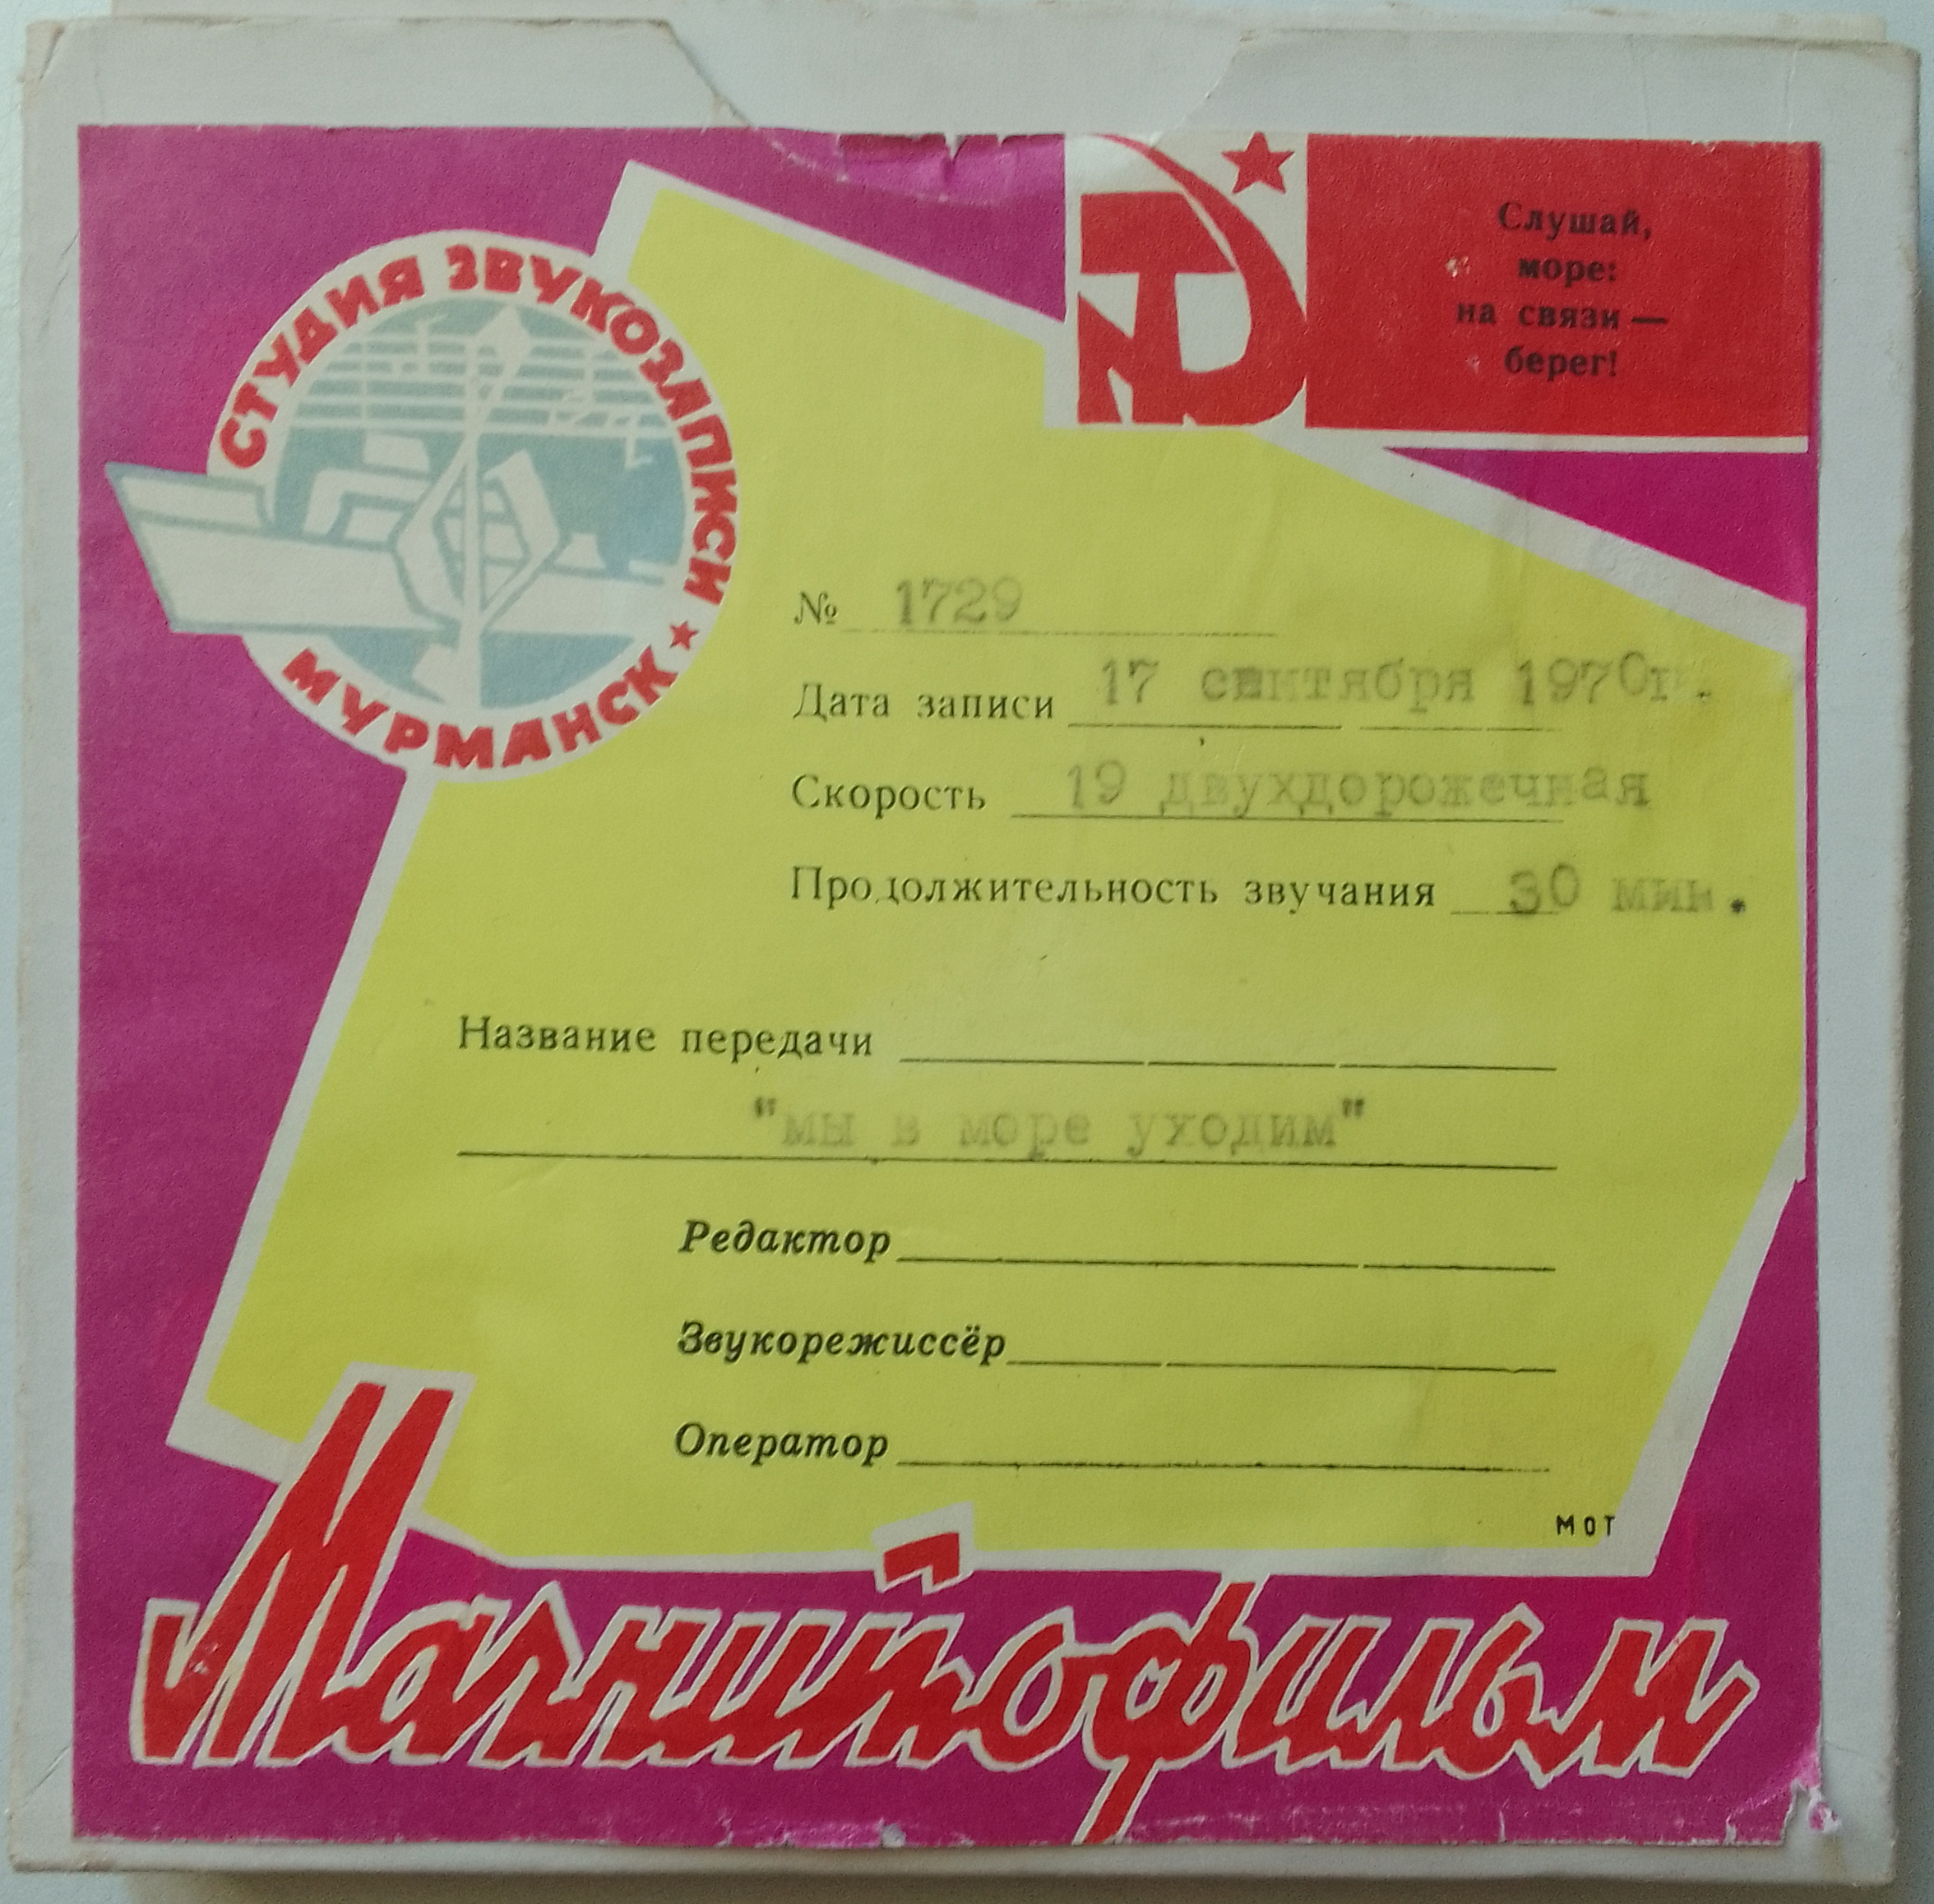 СТУДИЯ ЗВУКОЗАПИСИ
МУРМАНСК
Слушай,
море:
на связи —
берег!
№ 1729
Дата записи 17 сентября 1970г.
Скорость 19 двухдорожечная
Продолжительность звучания 30 мин.
Название передачи
"мы в море уходим"
Редактор
Звукорежиссёр
Оператор
МОТ
Магнитофильм